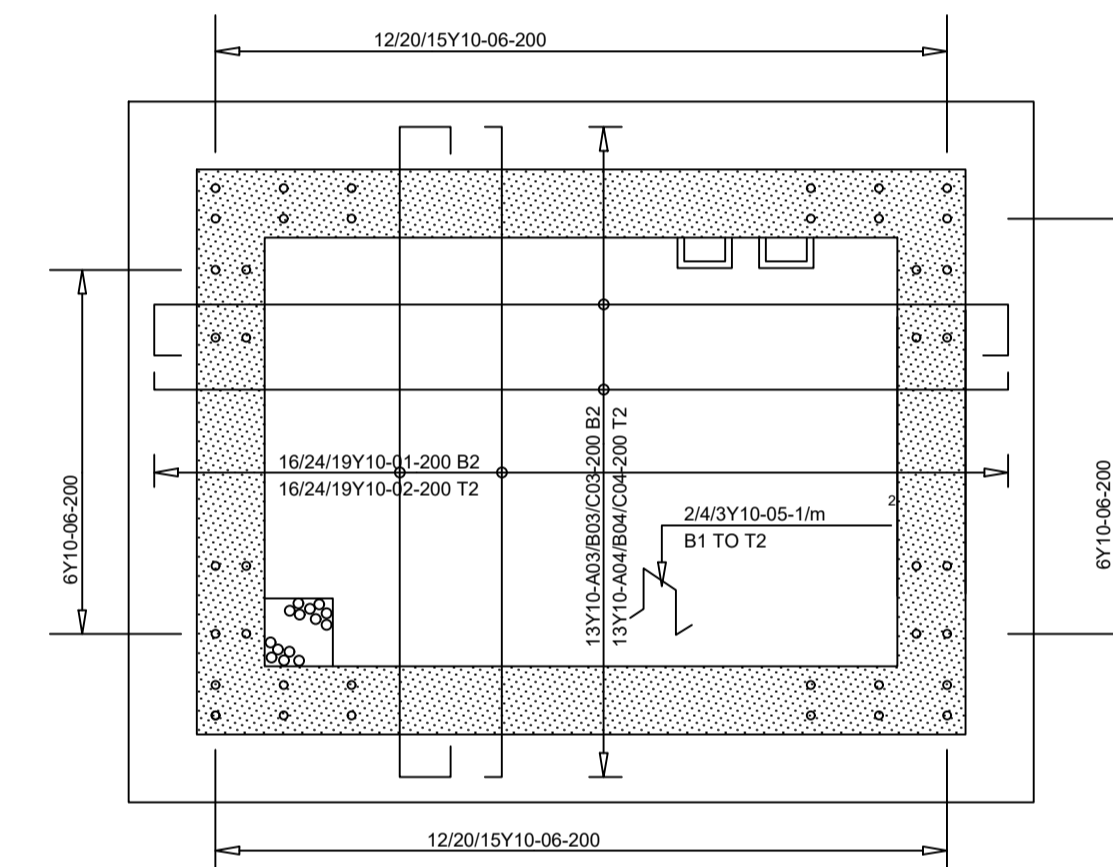 12/20/15Y10-06-200
6Y10-06-200
16/24/19Y10-01-200 B2
16/24/19Y10-02-200 T2
13Y10-A03/B03/C03-200 B2
13Y10-A04/B04/C04-200 T2
2/4/3Y10-05-1/m²
B1 TO T2
6Y10-06-200
12/20/15Y10-06-200